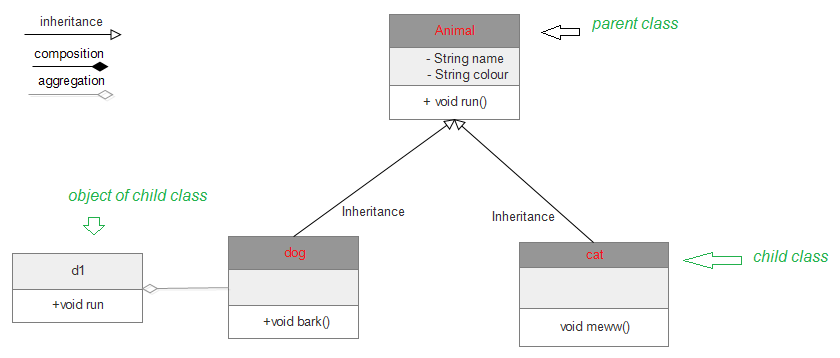 inheritance
composition
aggregation
Animal
- String name
- String colour
+ void run()
parent class
Inheritance
Inheritance
object of child class
d1
+void run
dog
+void bark()
cat
void meww()
child class